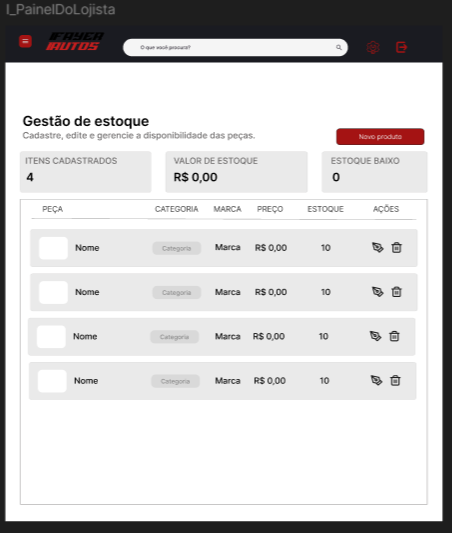 I_PainelDoLojista
FAYER
AUTOS
O que você procura?
Gestão de estoque
Cadastre, edite e gerencie a disponibilidade das peças.
Novo produto
ITENS CADASTRADOS
4
VALOR DE ESTOQUE
R$ 0,00
ESTOQUE BAIXO
0
PEÇA CATEGORIA MARCA PREÇO ESTOQUE AÇÕES
Nome Categoria Marca R$ 0,00 10
Nome Categoria Marca R$ 0,00 10
Nome Categoria Marca R$ 0,00 10
Nome Categoria Marca R$ 0,00 10